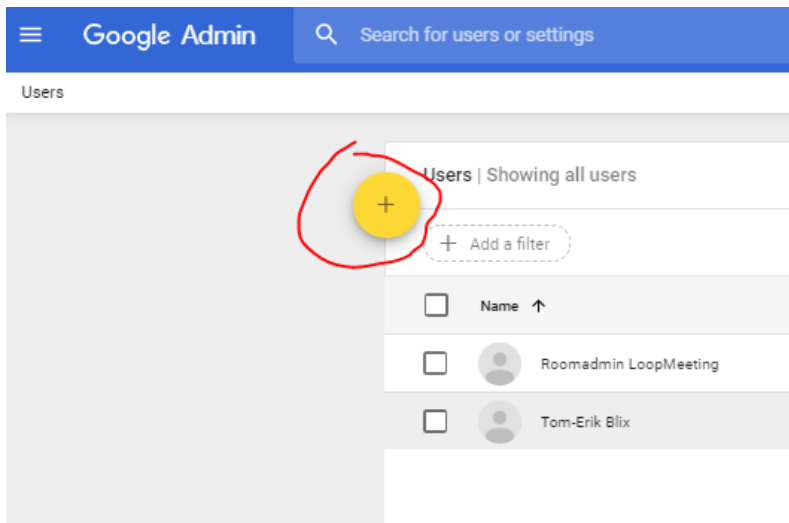 Google Admin
Search for users or settings
Users
Users | Showing all users
+
+ Add a filter
Name ↑
Roomadmin LoopMeeting
Tom-Erik Blix